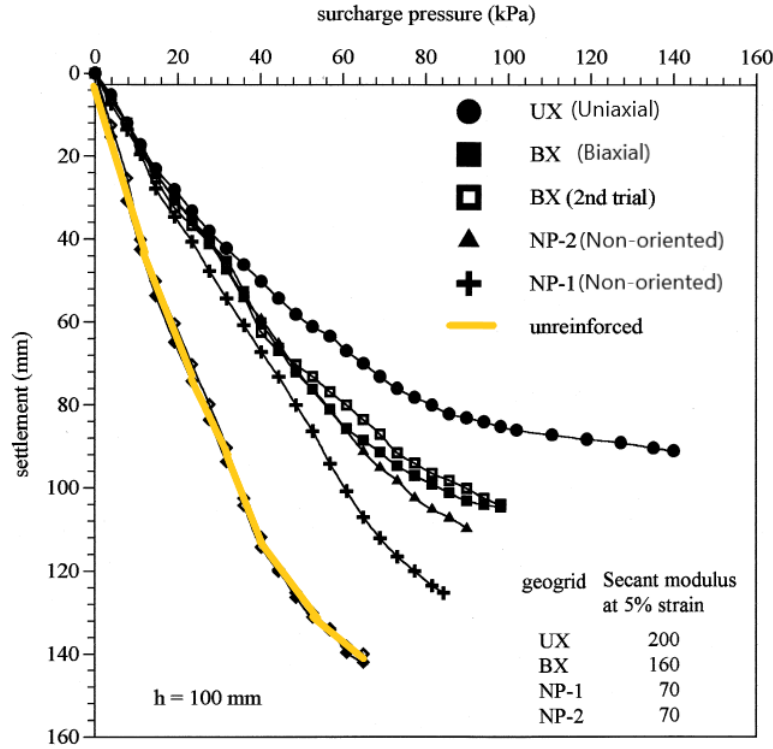 surcharge pressure (kPa)
0 20 40 60 80 100 120 140 160
0
20
40
60
80
100
120
140
160
settlement (mm)
UX (Uniaxial)
BX (Biaxial)
BX (2nd trial)
NP-2 (Non-oriented)
NP-1 (Non-oriented)
unreinforced
geogrid Secant modulus
at 5% strain
UX 200
BX 160
NP-1 70
NP-2 70
h = 100 mm